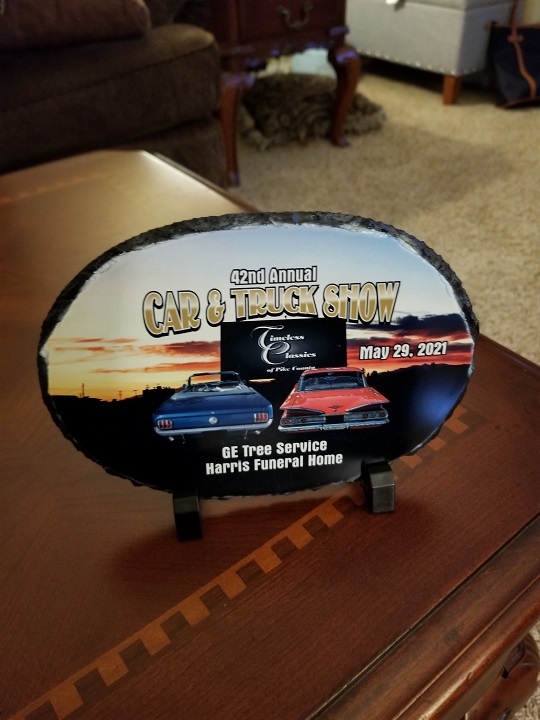 42nd Annual
CAR & TRUCK SHOW
Timeless
Classics
of Pike County
May 29, 2021
GE Tree Service
Harris Funeral Home